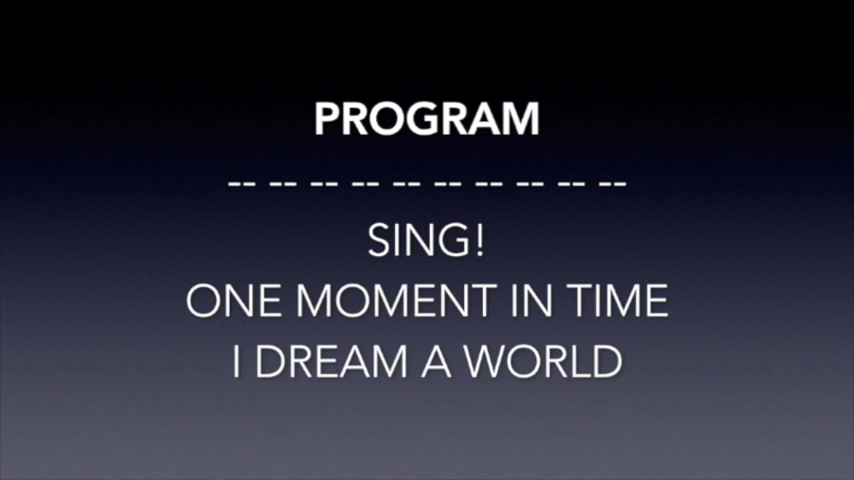 PROGRAM
-- -- -- -- -- -- -- -- -- --
SING!
ONE MOMENT IN TIME
I DREAM A WORLD